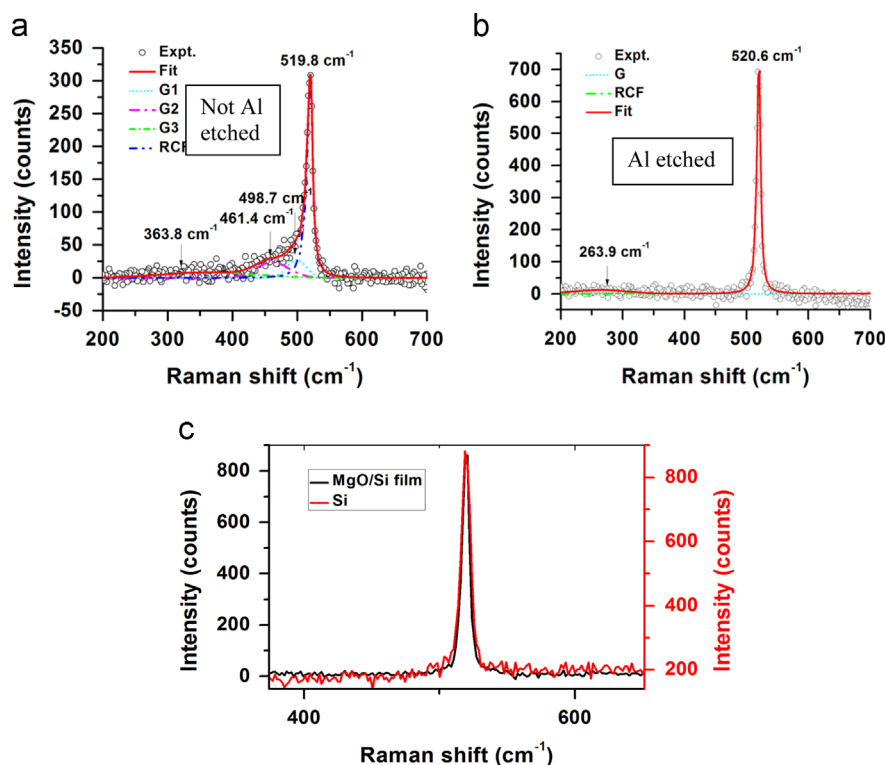 a
350
300
250
200
150
100
50
0
-50
200 300 400 500 600 700
Intensity (counts)
Raman shift (cm⁻¹)
Expt.
Fit
G1
G2
G3
RCF
Not Al
etched
519.8 cm⁻¹
498.7 cm⁻¹
461.4 cm⁻¹
363.8 cm⁻¹
b
700
600
500
400
300
200
100
0
200 300 400 500 600 700
Intensity (counts)
Raman shift (cm⁻¹)
Expt.
G
RCF
Fit
Al etched
520.6 cm⁻¹
263.9 cm⁻¹
c
800
600
400
200
0
400 600
Intensity (counts)
Raman shift (cm⁻¹)
MgO/Si film
Si
800
600
400
200
Intensity (counts)